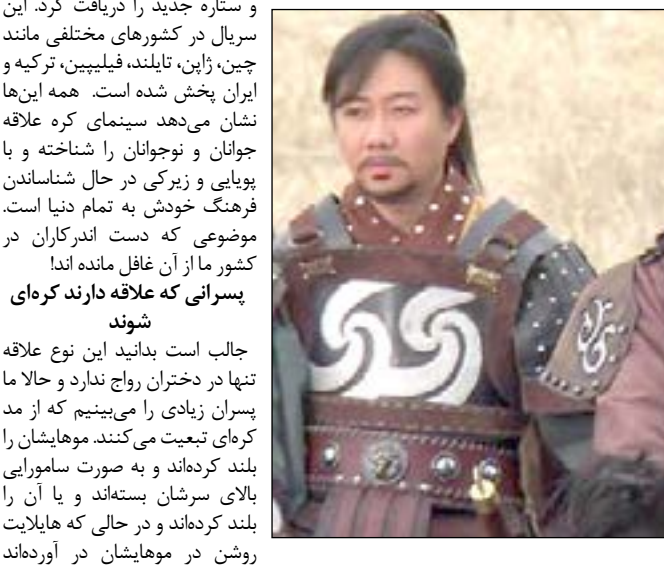 و ستاره جدید را دریافت کرد. این
سریال در کشورهای مختلفی مانند
چین، ژاپن، تایلند، فیلیپین، ترکیه و
ایران پخش شده است. همه این‌ها
نشان می‌دهد سینمای کره علاقه
جوانان و نوجوانان را شناخته و با
پویایی و زیرکی در حال شناساندن
فرهنگ خودش به تمام دنیا است.
موضوعی که دست اندرکاران در
کشور ما از آن غافل مانده اند!
پسرانی که علاقه دارند کره‌ای
شوند
جالب است بدانید این نوع علاقه
تنها در دختران رواج ندارد و حالا ما
پسران زیادی را می‌بینیم که از مد
کره‌ای تبعیت می‌کنند. موهایشان را
بلند کرده‌اند و به صورت سامورایی
بالای سرشان بسته‌اند و یا آن را
بلند کرده‌اند و در حالی که هایلایت
روشن در موهایشان در آورده‌اند